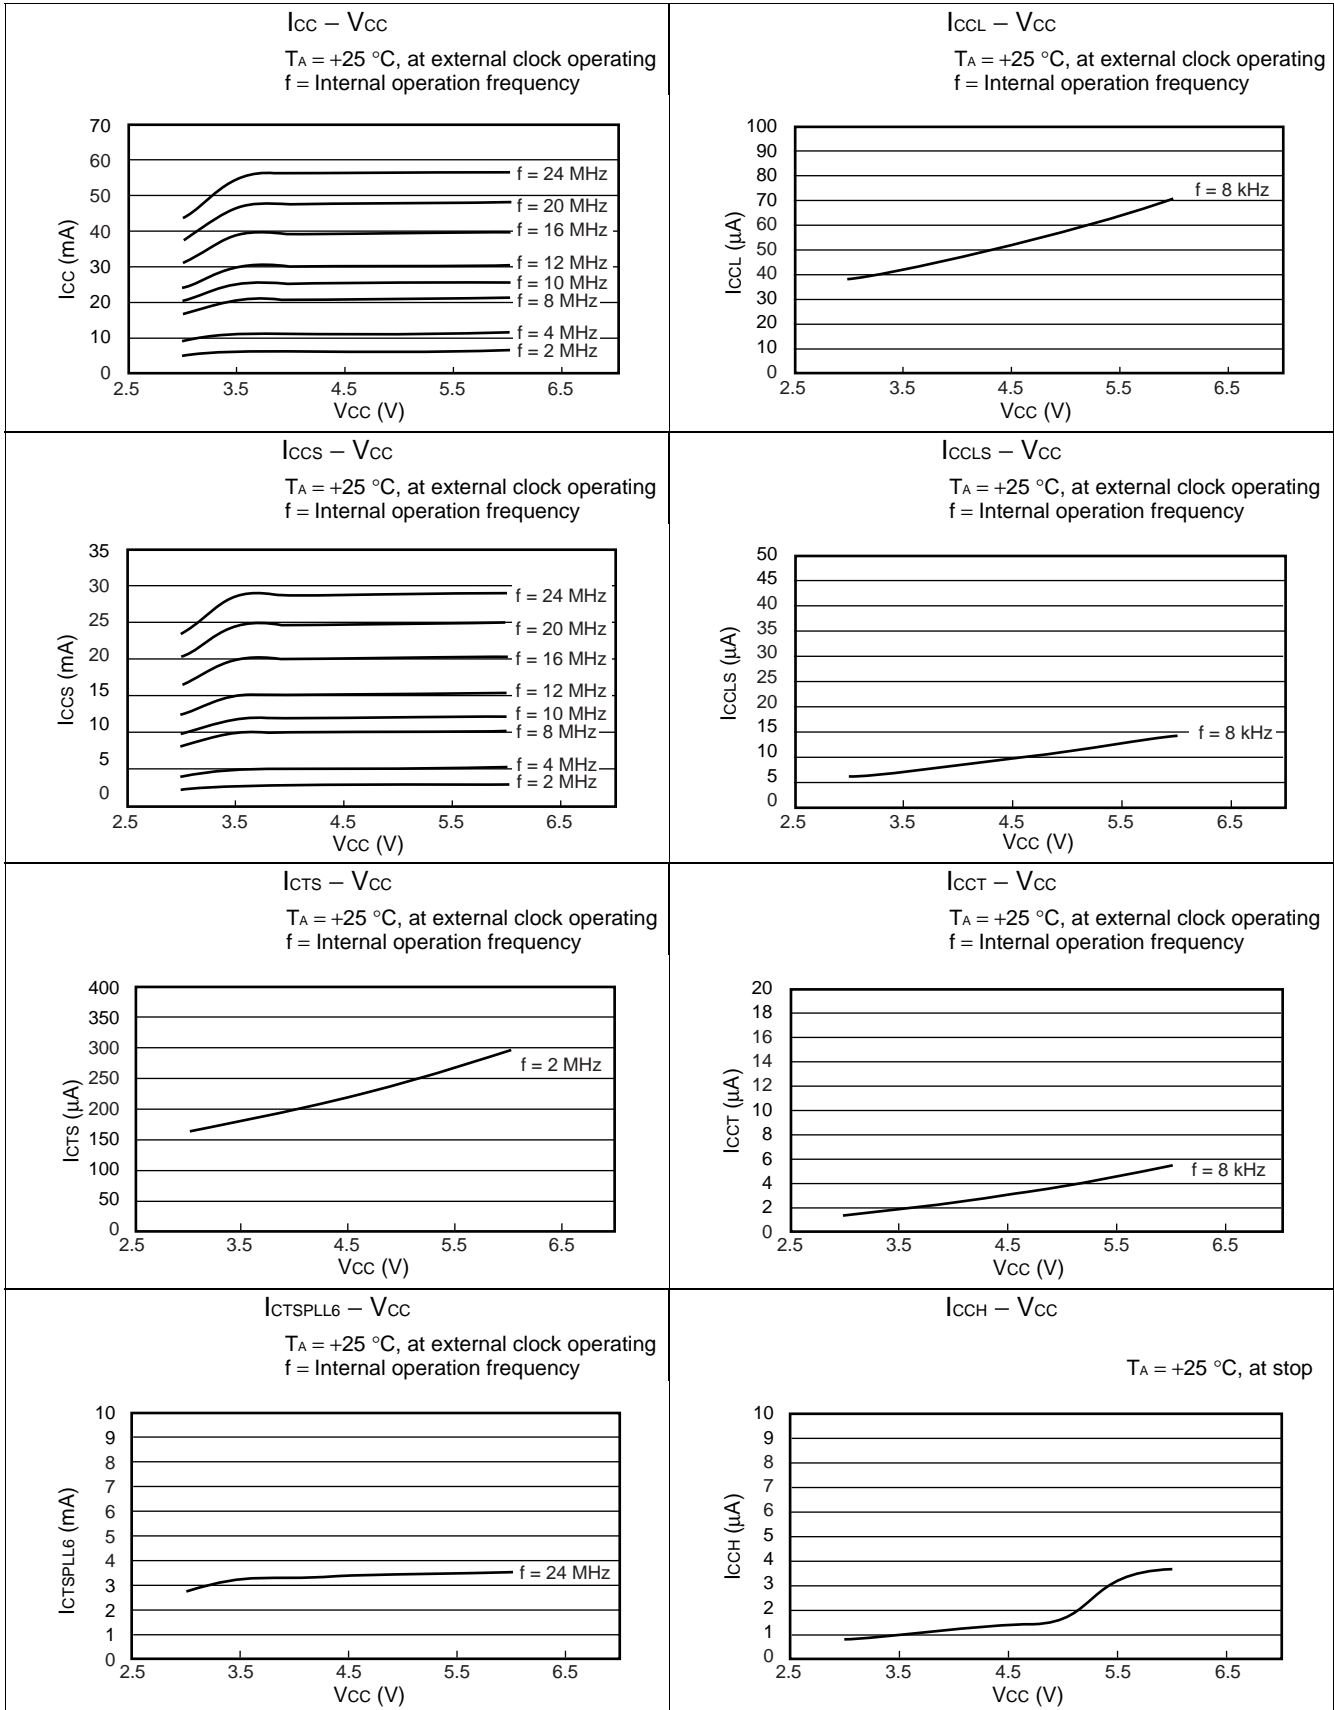 ICC – VCC
TA = +25 °C, at external clock operating
f = Internal operation frequency
70
60
50
40
30
20
10
0
ICC (mA)
f = 24 MHz
f = 20 MHz
f = 16 MHz
f = 12 MHz
f = 10 MHz
f = 8 MHz
f = 4 MHz
f = 2 MHz
2.5 3.5 4.5 5.5 6.5
VCC (V)
ICCL – VCC
TA = +25 °C, at external clock operating
f = Internal operation frequency
100
90
80
70
60
50
40
30
20
10
0
ICCL (µA)
f = 8 kHz
2.5 3.5 4.5 5.5 6.5
VCC (V)
ICCS – VCC
TA = +25 °C, at external clock operating
f = Internal operation frequency
35
30
25
20
15
10
5
0
ICCS (mA)
f = 24 MHz
f = 20 MHz
f = 16 MHz
f = 12 MHz
f = 10 MHz
f = 8 MHz
f = 4 MHz
f = 2 MHz
2.5 3.5 4.5 5.5 6.5
VCC (V)
ICCLS – VCC
TA = +25 °C, at external clock operating
f = Internal operation frequency
50
45
40
35
30
25
20
15
10
5
0
ICCLS (µA)
f = 8 kHz
2.5 3.5 4.5 5.5 6.5
VCC (V)
ICTS – VCC
TA = +25 °C, at external clock operating
f = Internal operation frequency
400
350
300
250
200
150
100
50
0
ICTS (µA)
f = 2 MHz
2.5 3.5 4.5 5.5 6.5
VCC (V)
ICCT – VCC
TA = +25 °C, at external clock operating
f = Internal operation frequency
20
18
16
14
12
10
8
6
4
2
0
ICCT (µA)
f = 8 kHz
2.5 3.5 4.5 5.5 6.5
VCC (V)
ICTSPLL6 – VCC
TA = +25 °C, at external clock operating
f = Internal operation frequency
10
9
8
7
6
5
4
3
2
1
0
ICTSPLL6 (mA)
f = 24 MHz
2.5 3.5 4.5 5.5 6.5
VCC (V)
ICCH – VCC
TA = +25 °C, at stop
10
9
8
7
6
5
4
3
2
1
0
ICCH (µA)
2.5 3.5 4.5 5.5 6.5
VCC (V)